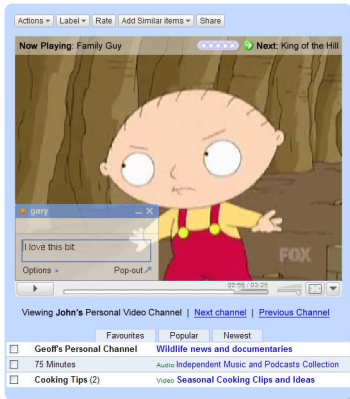 Actions Label Rate Add Similar items Share
Now Playing: Family Guy Next: King of the Hill
gary
I love this bit
Options Pop-out
FOX
02:55 / 03:25
Viewing John's Personal Video Channel | Next channel | Previous Channel
Favourites Popular Newest
Geoff's Personal Channel Wildlife news and documentaries
75 Minutes Audio Independent Music and Podcasts Collection
Cooking Tips (2) Video Seasonal Cooking Clips and Ideas